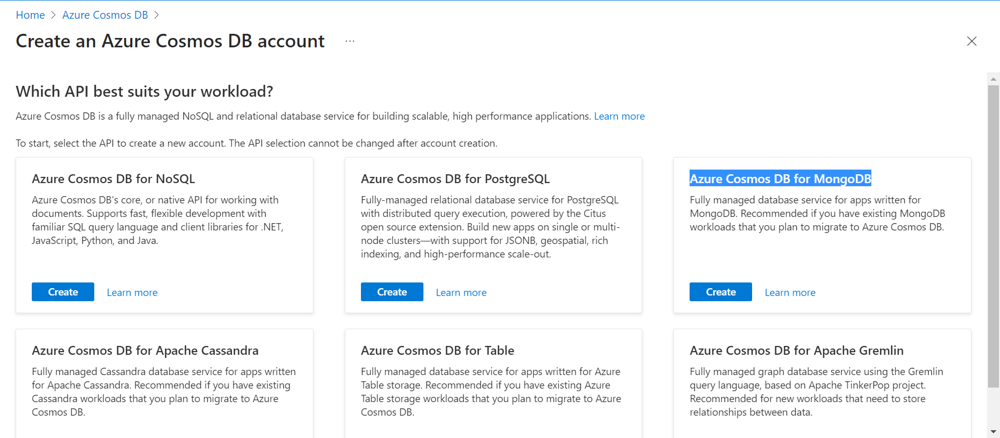 Home > Azure Cosmos DB >
Create an Azure Cosmos DB account ...
Which API best suits your workload?
Azure Cosmos DB is a fully managed NoSQL and relational database service for building scalable, high performance applications. Learn more
To start, select the API to create a new account. The API selection cannot be changed after account creation.
Azure Cosmos DB for NoSQL
Azure Cosmos DB's core, or native API for working with
documents. Supports fast, flexible development with
familiar SQL query language and client libraries for .NET,
JavaScript, Python, and Java.
Create Learn more
Azure Cosmos DB for PostgreSQL
Fully-managed relational database service for PostgreSQL
with distributed query execution, powered by the Citus
open source extension. Build new apps on single or multi-
node clusters—with support for JSONB, geospatial, rich
indexing, and high-performance scale-out.
Create Learn more
Azure Cosmos DB for MongoDB
Fully managed database service for apps written for
MongoDB. Recommended if you have existing MongoDB
workloads that you plan to migrate to Azure Cosmos DB.
Create Learn more
Azure Cosmos DB for Apache Cassandra
Fully managed Cassandra database service for apps written
for Apache Cassandra. Recommended if you have existing
Cassandra workloads that you plan to migrate to Azure
Cosmos DB.
Azure Cosmos DB for Table
Fully managed database service for apps written for Azure
Table storage. Recommended if you have existing Azure
Table storage workloads that you plan to migrate to Azure
Cosmos DB.
Azure Cosmos DB for Apache Gremlin
Fully managed graph database service using the Gremlin
query language, based on Apache TinkerPop project.
Recommended for new workloads that need to store
relationships between data.